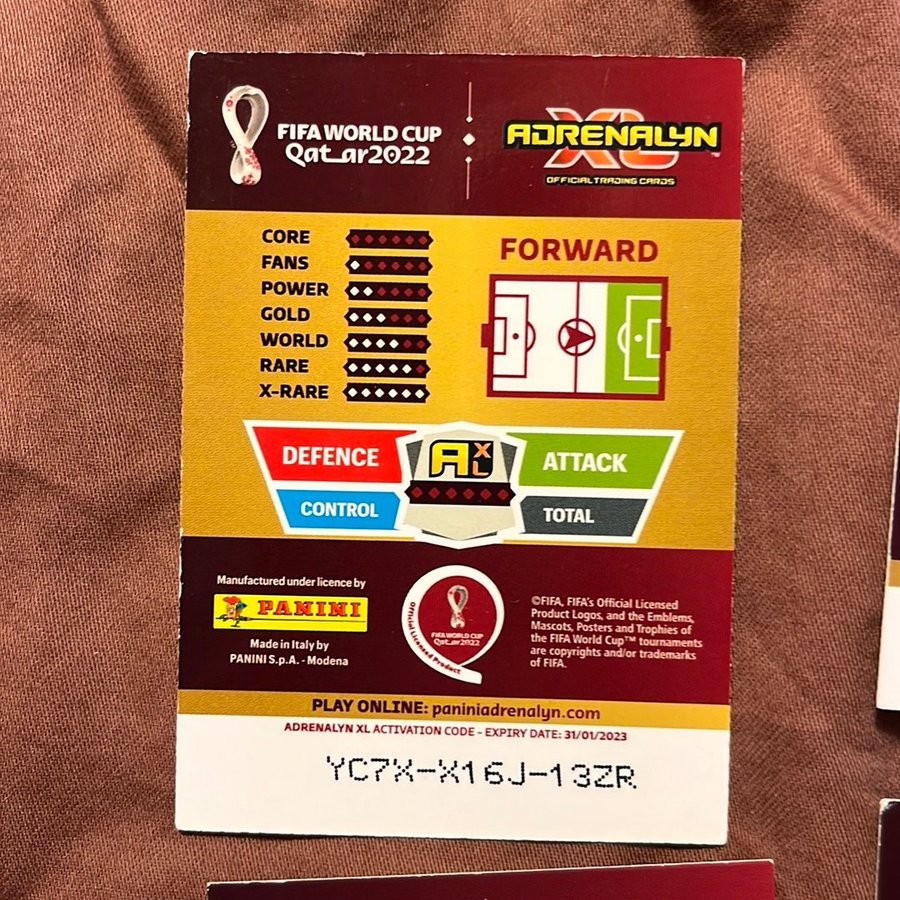 FIFA WORLD CUP
Qatar2022
ADRENALYN
XL
™
OFFICIAL TRADING CARDS
CORE
FANS
POWER
GOLD
WORLD
RARE
X-RARE
FORWARD
DEFENCE
CONTROL
AXL
ATTACK
TOTAL
Manufactured under licence by
PANINI
Made in Italy by
PANINI S.p.A. - Modena
FIFA WORLD CUP
Qatar2022
Official Licensed Product
©FIFA, FIFA's Official Licensed
Product Logos, and the Emblems,
Mascots, Posters and Trophies of
the FIFA World Cup™ tournaments
are copyrights and/or trademarks
of FIFA.
PLAY ONLINE: paniniadrenalyn.com
ADRENALYN XL ACTIVATION CODE - EXPIRY DATE: 31/01/2023
YC7X-X16J-13ZR